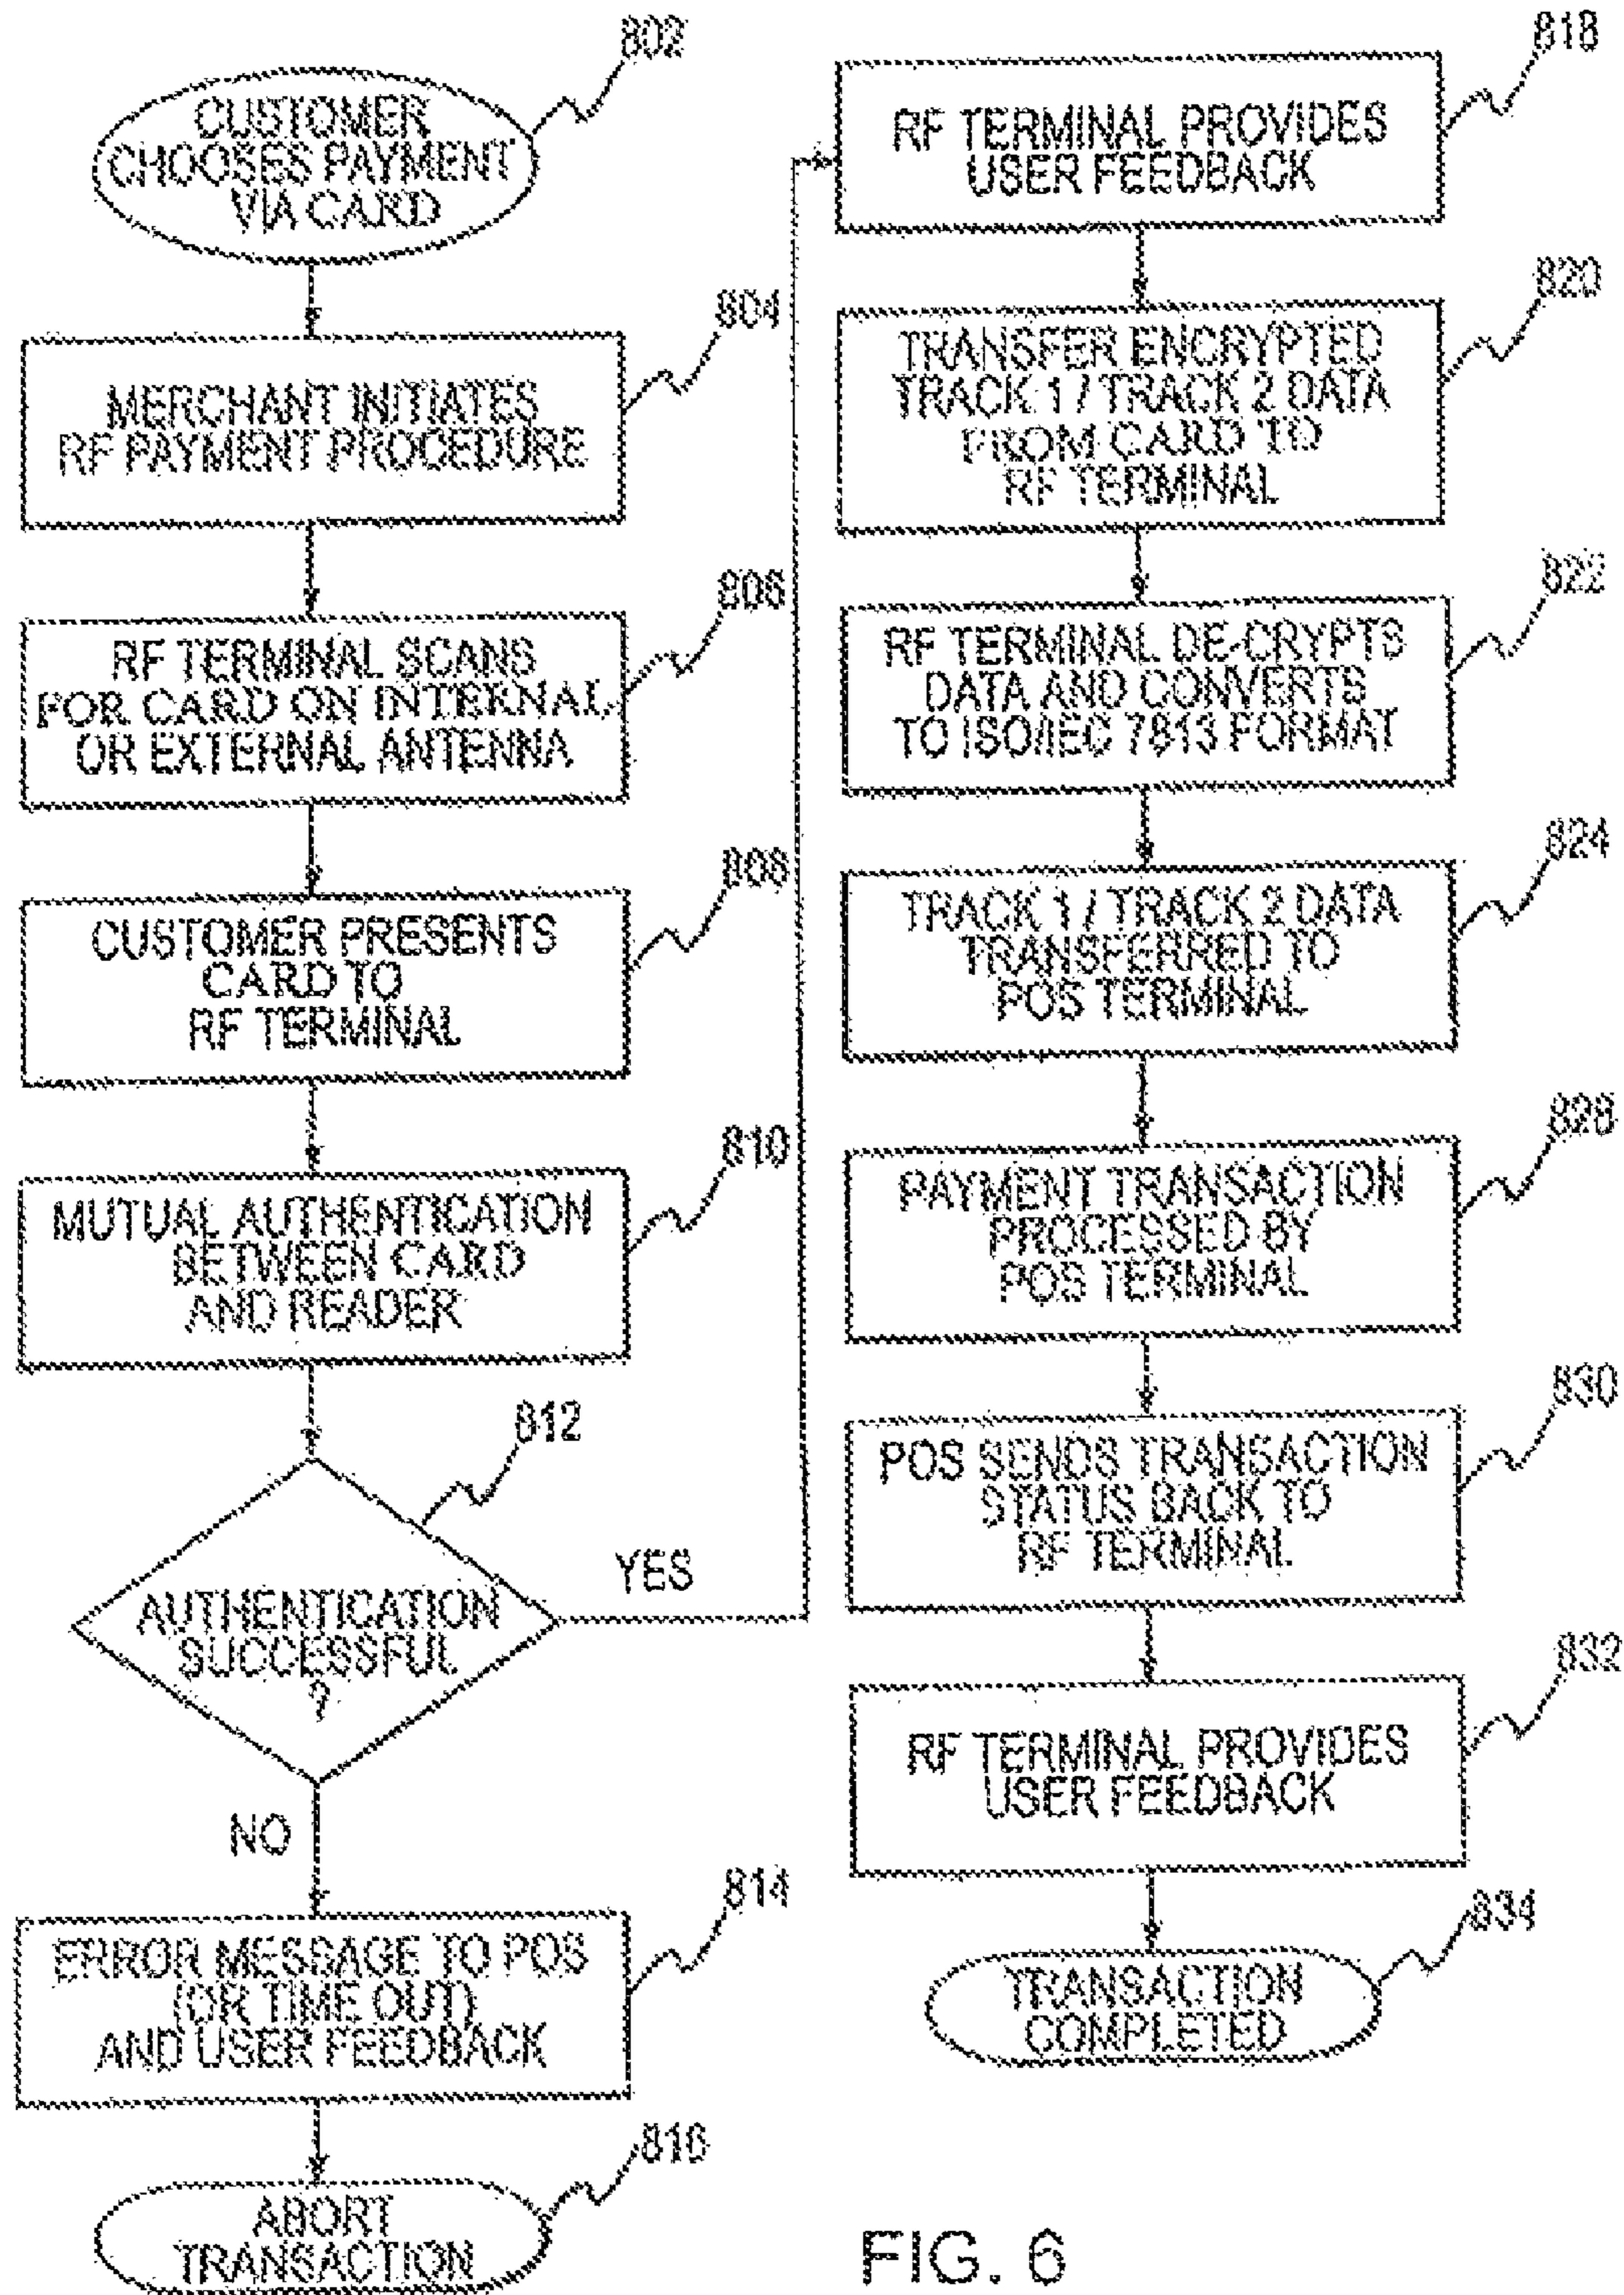 802
CUSTOMER
CHOOSES PAYMENT
VIA CARD
804
MERCHANT INITIATES
RF PAYMENT PROCEDURE
806
RF TERMINAL SCANS
FOR CARD ON INTERNAL
OR EXTERNAL ANTENNA
808
CUSTOMER PRESENTS
CARD TO
RF TERMINAL
810
MUTUAL AUTHENTICATION
BETWEEN CARD
AND READER
812
AUTHENTICATION
SUCCESSFUL
?
YES
NO
814
ERROR MESSAGE TO POS
(OR TIME OUT)
AND USER FEEDBACK
816
ABORT
TRANSACTION
818
RF TERMINAL PROVIDES
USER FEEDBACK
820
TRANSFER ENCRYPTED
TRACK 1 / TRACK 2 DATA
FROM CARD TO
RF TERMINAL
822
RF TERMINAL DE-CRYPTS
DATA AND CONVERTS
TO ISO/IEC 7813 FORMAT
824
TRACK 1 / TRACK 2 DATA
TRANSFERRED TO
POS TERMINAL
828
PAYMENT TRANSACTION
PROCESSED BY
POS TERMINAL
830
POS SENDS TRANSACTION
STATUS BACK TO
RF TERMINAL
832
RF TERMINAL PROVIDES
USER FEEDBACK
834
TRANSACTION
COMPLETED
FIG. 6